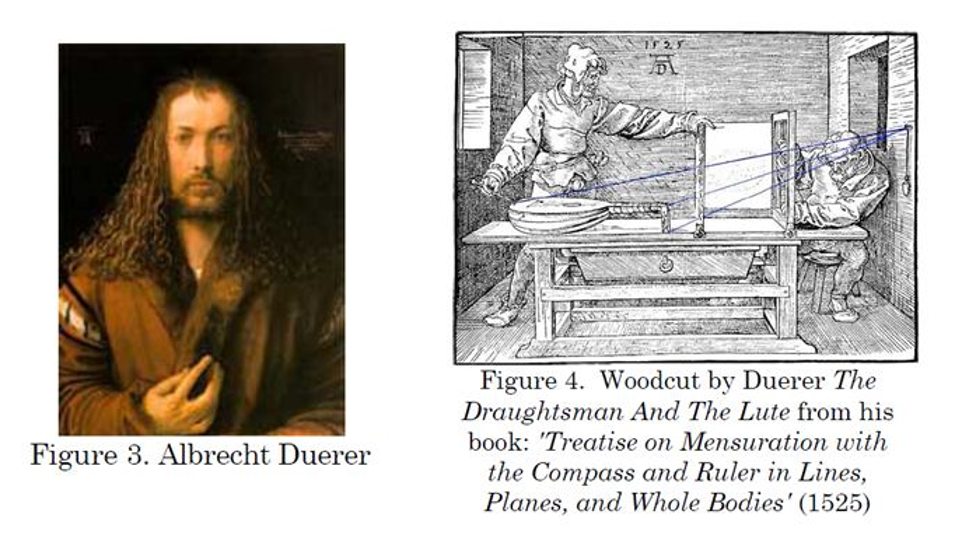 1525
AD
Figure 3. Albrecht Duerer
Figure 4. Woodcut by Duerer The
Draughtsman And The Lute from his
book: 'Treatise on Mensuration with
the Compass and Ruler in Lines,
Planes, and Whole Bodies' (1525)